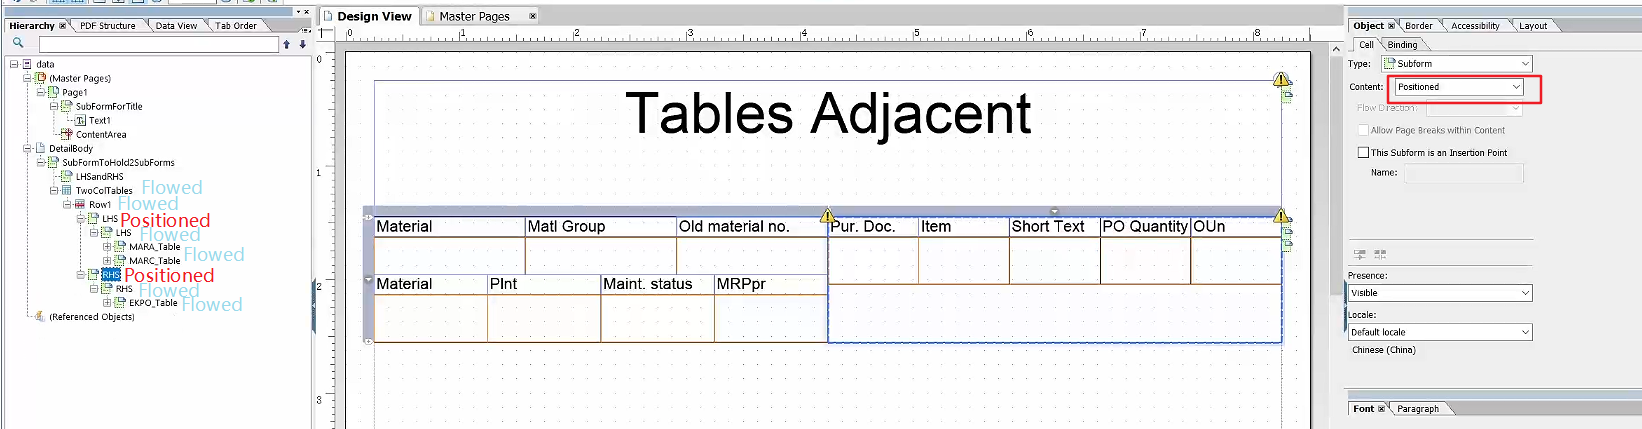 Hierarchy
PDF Structure
Data View
Tab Order
data
(Master Pages)
Page1
SubFormForTitle
Text1
ContentArea
DetailBody
SubFormToHold2SubForms
LHSandRHS
TwoColTables Flowed
Row1 Flowed
LHS Positioned
LHS Flowed
MARA_Table
MARC_Table Flowed
RHS Positioned
RHS Flowed
EKPO_Table Flowed
(Referenced Objects)
Design View
Master Pages
0 1 2 3 4 5 6 7 8
0
1
2
3
Tables Adjacent
Material Matl Group Old material no. Pur. Doc. Item Short Text PO Quantity OUn
Material Plnt Maint. status MRPpr
Object
Border
Accessibility
Layout
Cell
Binding
Type: Subform
Content: Positioned
Flow Direction:
Allow Page Breaks within Content
This Subform is an Insertion Point
Name:
Presence:
Visible
Locale:
Default locale
Chinese (China)
Font
Paragraph